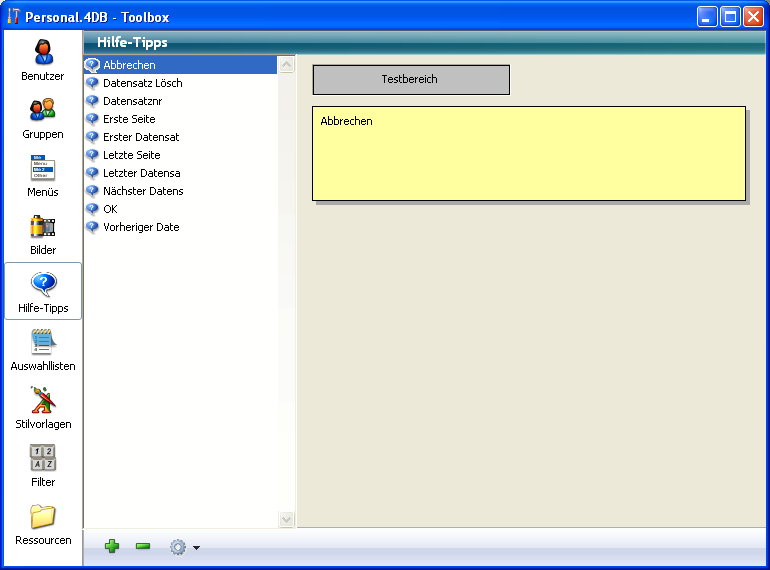 Personal.4DB - Toolbox
Benutzer
Gruppen
Menüs
Bilder
Hilfe-Tipps
Auswahllisten
Stilvorlagen
Filter
Ressourcen
Hilfe-Tipps
Abbrechen
Datensatz Lösch
Datensatznr
Erste Seite
Erster Datensat
Letzte Seite
Letzter Datensa
Nächster Datens
OK
Vorheriger Date
Testbereich
Abbrechen